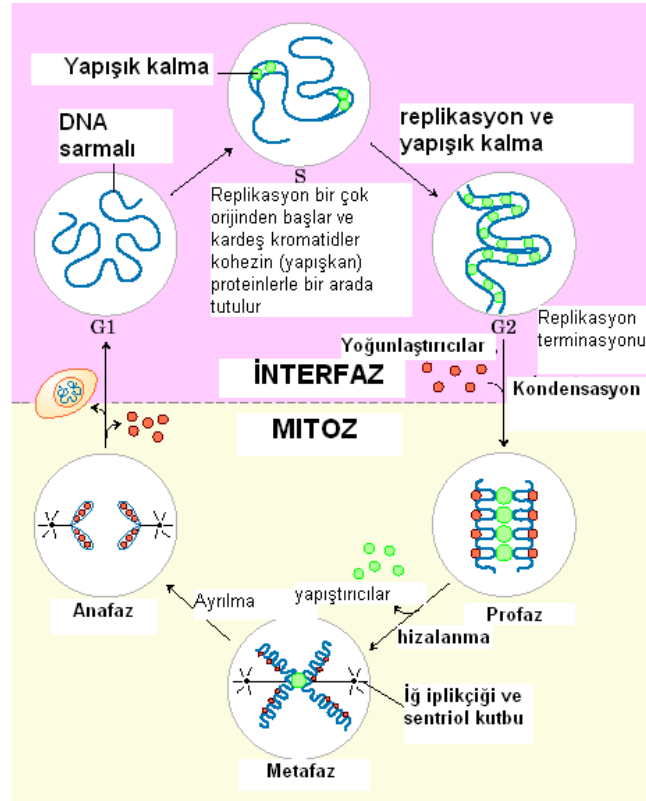 Yapışık kalma
DNA
sarmalı
replikasyon ve
yapışık kalma
S
Replikasyon bir çok
orijinden başlar ve
kardeş kromatidler
kohezin (yapışkan)
proteinlerle bir arada
tutulur
G1
G2
Replikasyon
terminasyonu
Yoğunlaştırıcılar
İNTERFAZ
Kondensasyon
MITOZ
Anafaz
Ayrılma
yapıştırıcılar
Profaz
hizalanma
İğ iplikçiği ve
sentriol kutbu
Metafaz